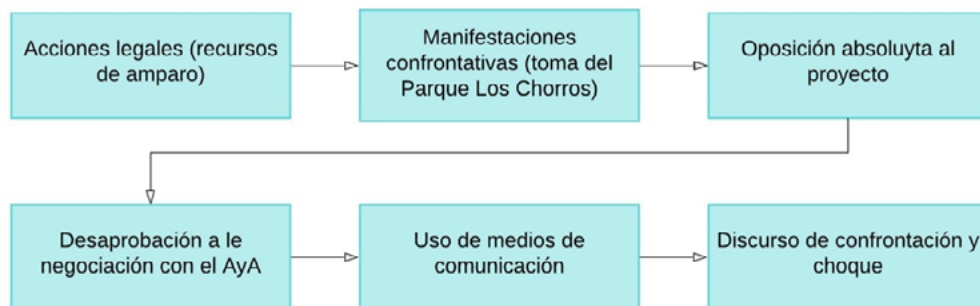 Acciones legales (recursos
de amparo)
Manifestaciones
confrontativas (toma del
Parque Los Chorros)
Oposición absoluyta al
proyecto
Desaprobación a le
negociación con el AyA
Uso de medios de
comunicación
Discurso de confrontación y
choque